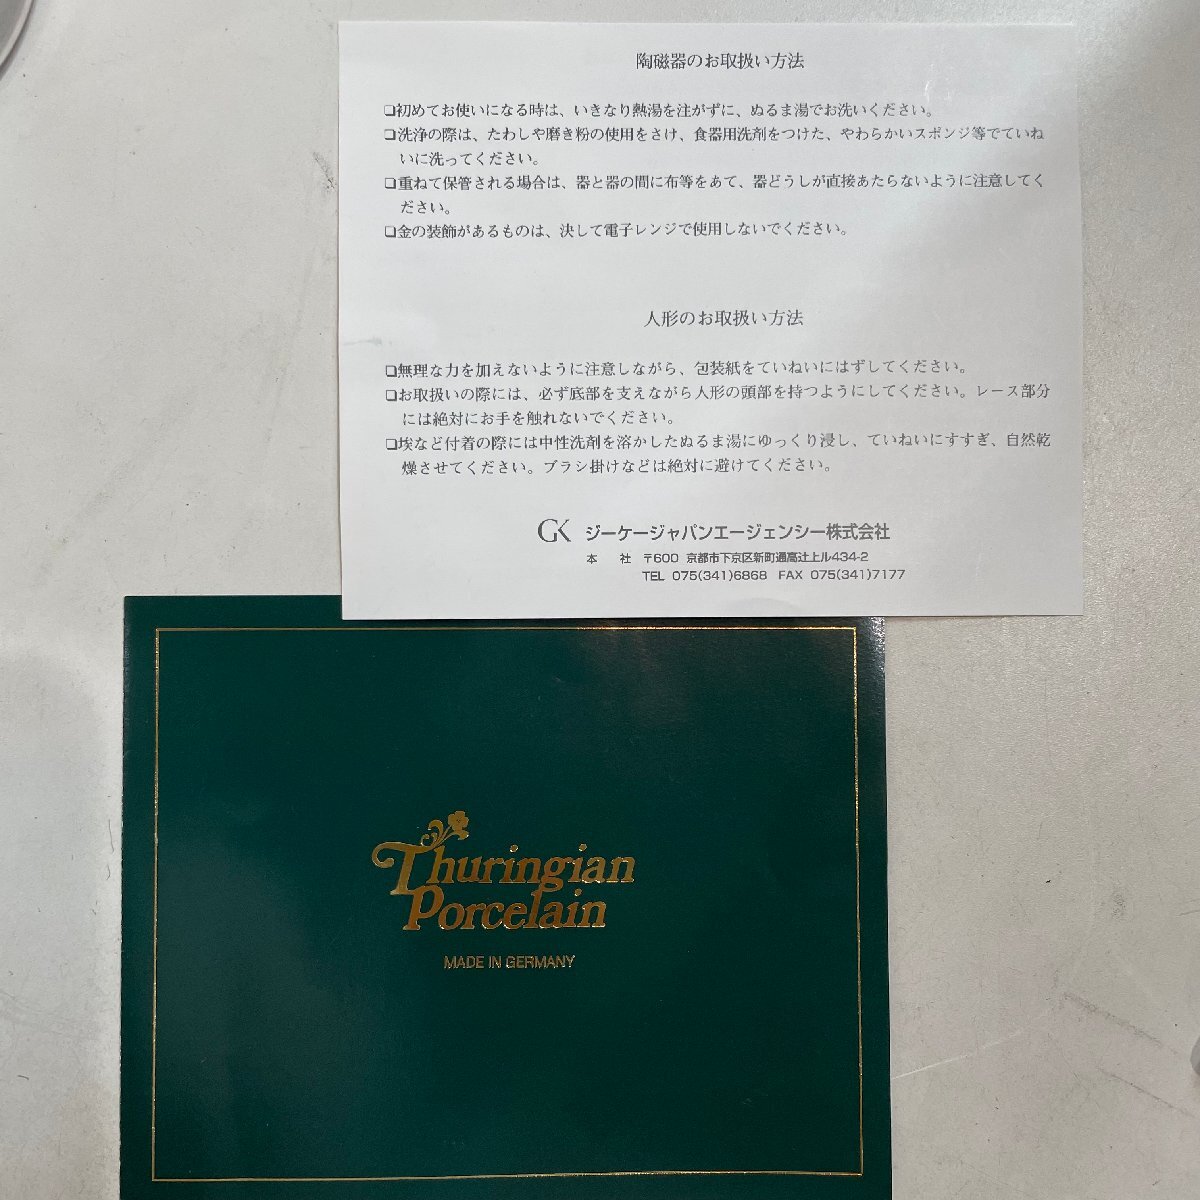 陶磁器のお取扱い方法
❏初めてお使いになる時は、いきなり熱湯を注がずに、ぬるま湯でお洗いください。
❏洗浄の際は、たわしや磨き粉の使用をさけ、食器用洗剤をつけた、やわらかいスポンジ等でていね
いに洗ってください。
❏重ねて保管される場合は、器と器の間に布等をあて、器どうしが直接あたらないように注意してく
ださい。
❏金の装飾があるものは、決して電子レンジで使用しないでください。
人形のお取扱い方法
❏無理な力を加えないように注意しながら、包装紙をていねいにはずしてください。
❏お取扱いの際には、必ず底部を支えながら人形の頭部を持つようにしてください。レース部分
には絶対にお手を触れないでください。
❏埃など付着の際には中性洗剤を溶かしたぬるま湯にゆっくり浸し、ていねいにすすぎ、自然乾
燥させてください。ブラシ掛けなどは絶対に避けてください。
GK ジーケージャパンエージェンシー株式会社
本 社 〒600 京都市下京区新町通高辻上ル434-2
TEL 075(341)6868 FAX 075(341)7177
Thuringian
Porcelain
MADE IN GERMANY